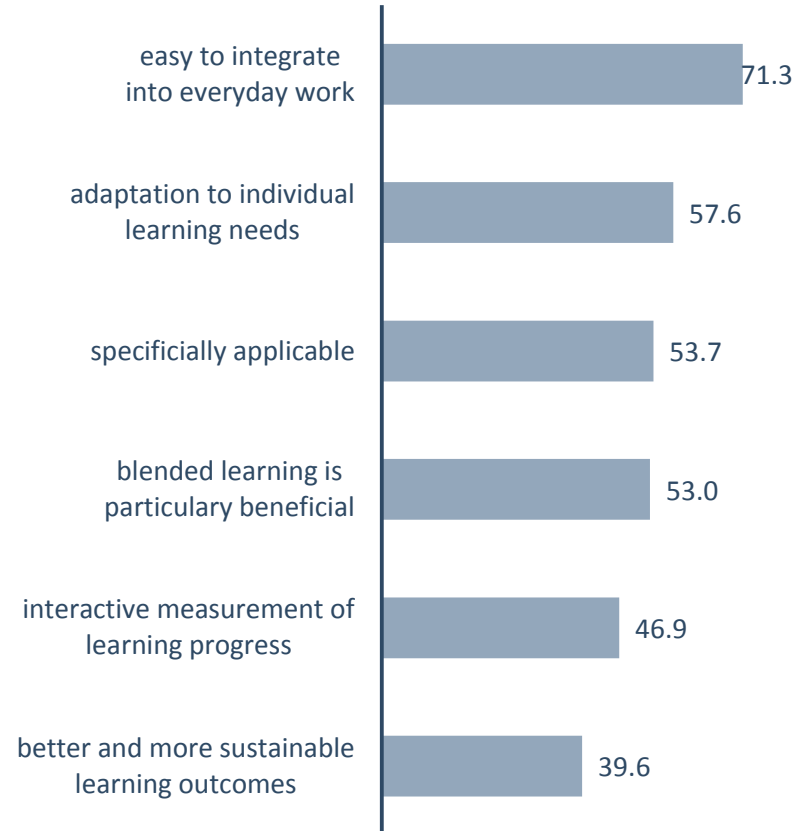 easy to integrate
into everyday work
71.3
adaptation to individual
learning needs
57.6
specificially applicable
53.7
blended learning is
particulary beneficial
53.0
interactive measurement of
learning progress
46.9
better and more sustainable
learning outcomes
39.6